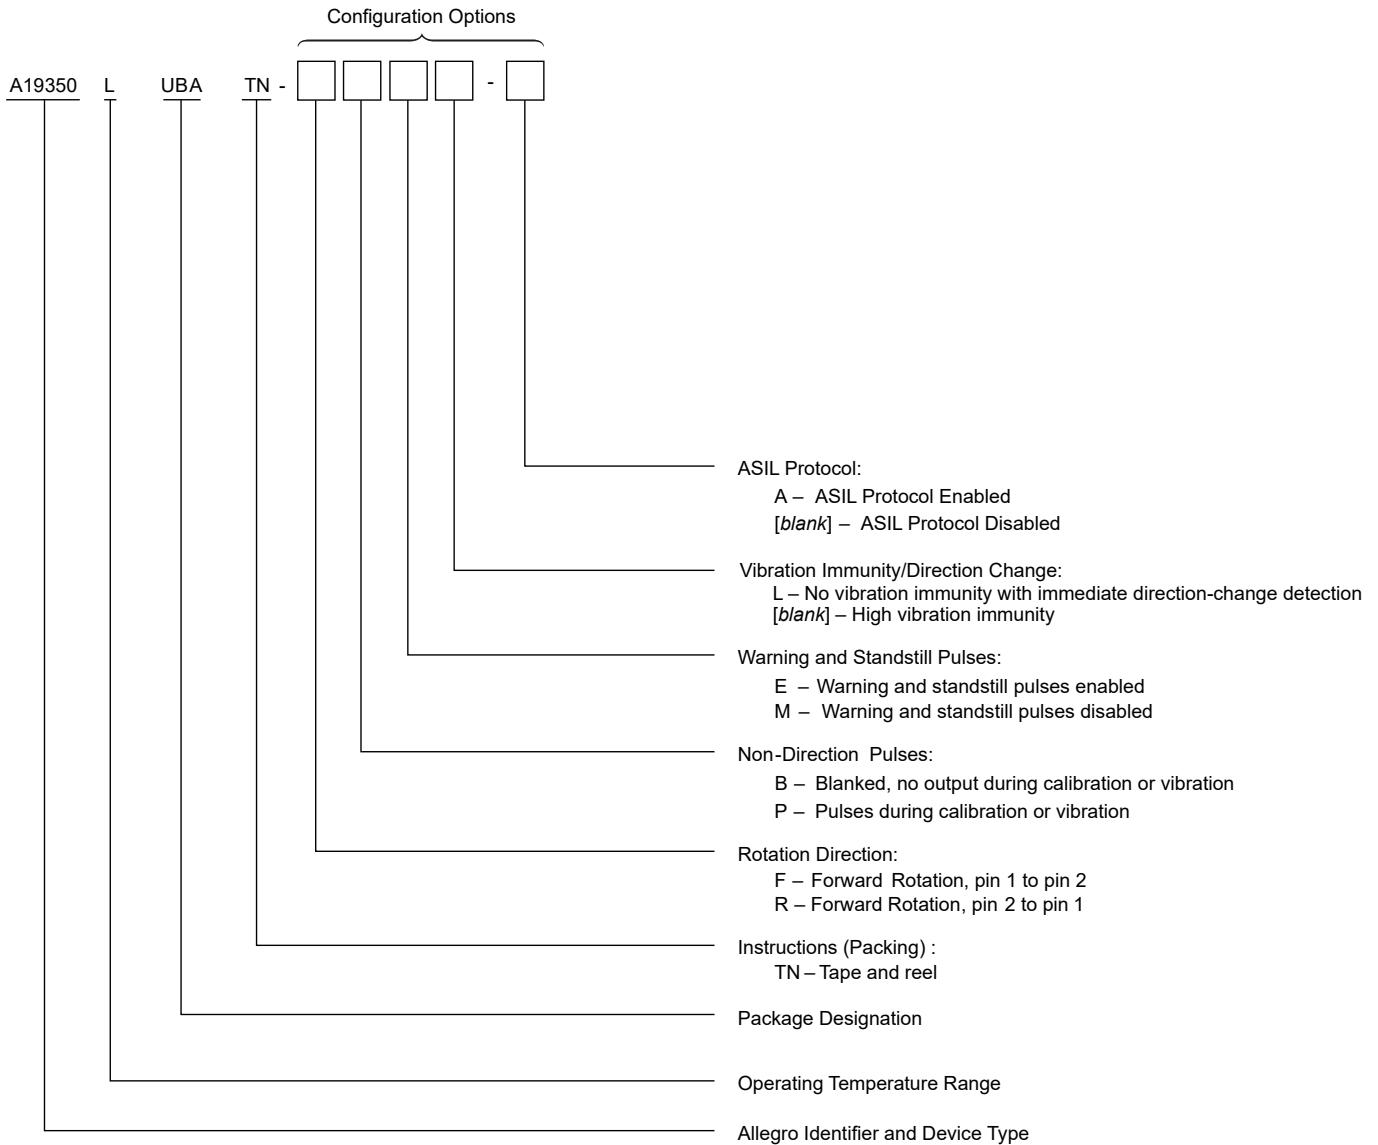 Configuration Options
A19350 L UBA TN - -
ASIL Protocol:
A – ASIL Protocol Enabled
[blank] – ASIL Protocol Disabled
Vibration Immunity/Direction Change:
L – No vibration immunity with immediate direction-change detection
[blank] – High vibration immunity
Warning and Standstill Pulses:
E – Warning and standstill pulses enabled
M – Warning and standstill pulses disabled
Non-Direction Pulses:
B – Blanked, no output during calibration or vibration
P – Pulses during calibration or vibration
Rotation Direction:
F – Forward Rotation, pin 1 to pin 2
R – Forward Rotation, pin 2 to pin 1
Instructions (Packing) :
TN – Tape and reel
Package Designation
Operating Temperature Range
Allegro Identifier and Device Type